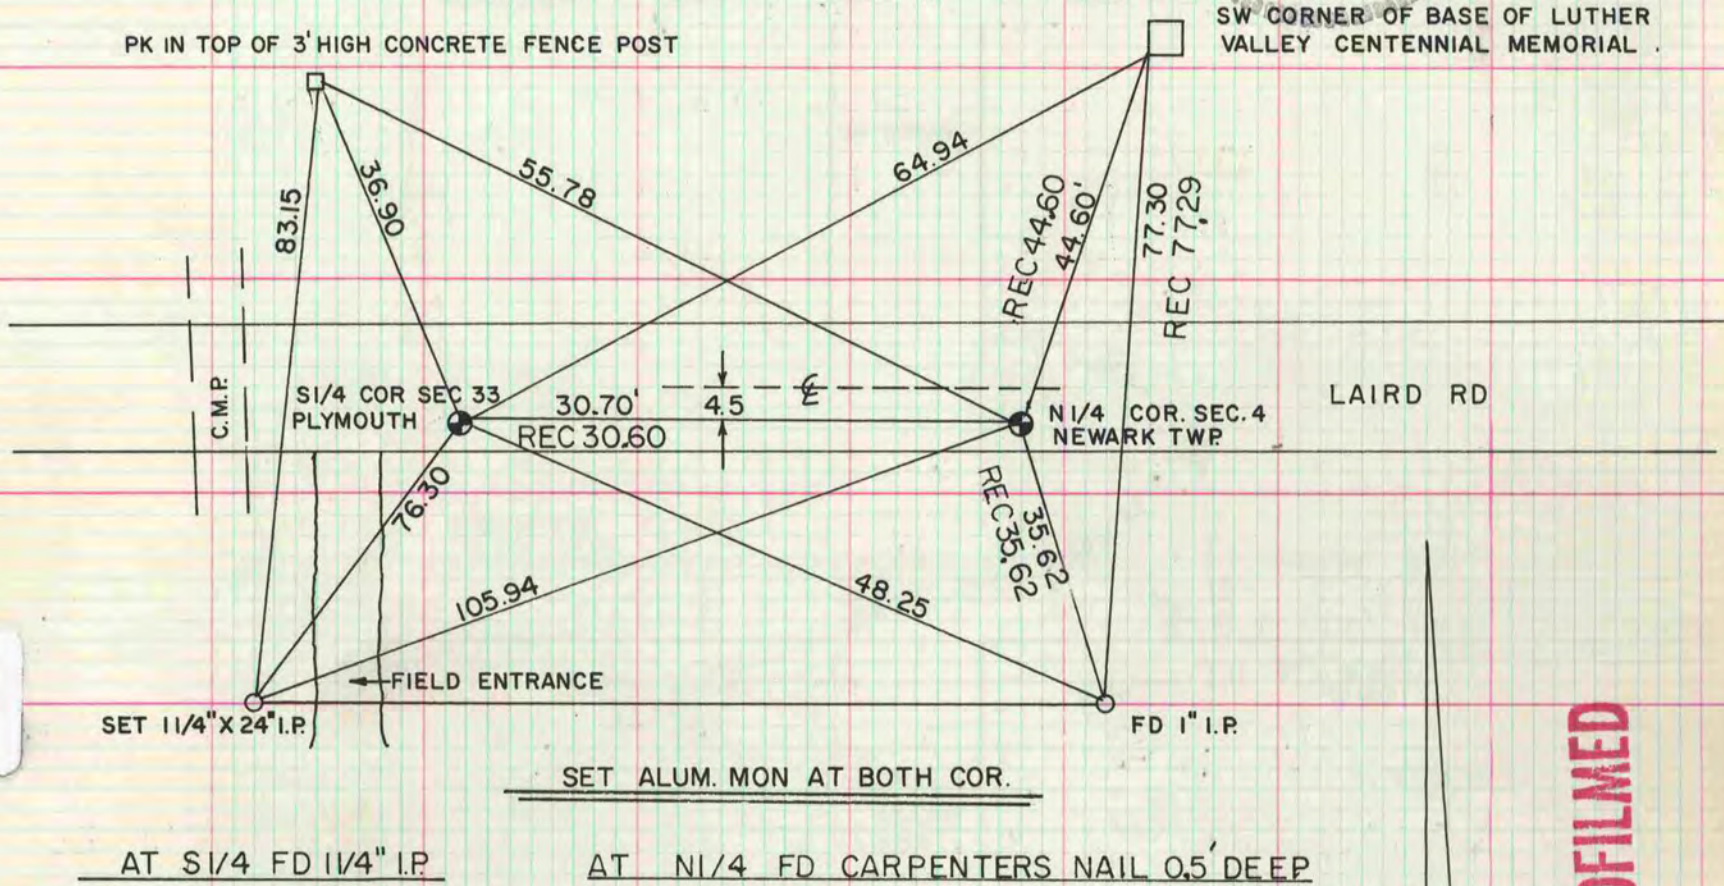 SW CORNER OF BASE OF LUTHER
VALLEY CENTENNIAL MEMORIAL .
PK IN TOP OF 3' HIGH CONCRETE FENCE POST
83.15
36.90
55.78
64.94
REC 44.60
44.60'
77.30
REC 77.29
C.M.P.
S1/4 COR SEC 33
PLYMOUTH
30.70'
REC 30.60
4.5
℄
N 1/4 COR. SEC. 4
NEWARK TWP.
LAIRD RD
76.30
105.94
48.25
35.62
REC 35.62
FIELD ENTRANCE
SET 1 1/4" X 24" I.P.
FD 1" I.P.
SET ALUM. MON AT BOTH COR.
AT S1/4 FD 1 1/4" I.P.
AT N1/4 FD CARPENTERS NAIL 0.5' DEEP
OFILMED